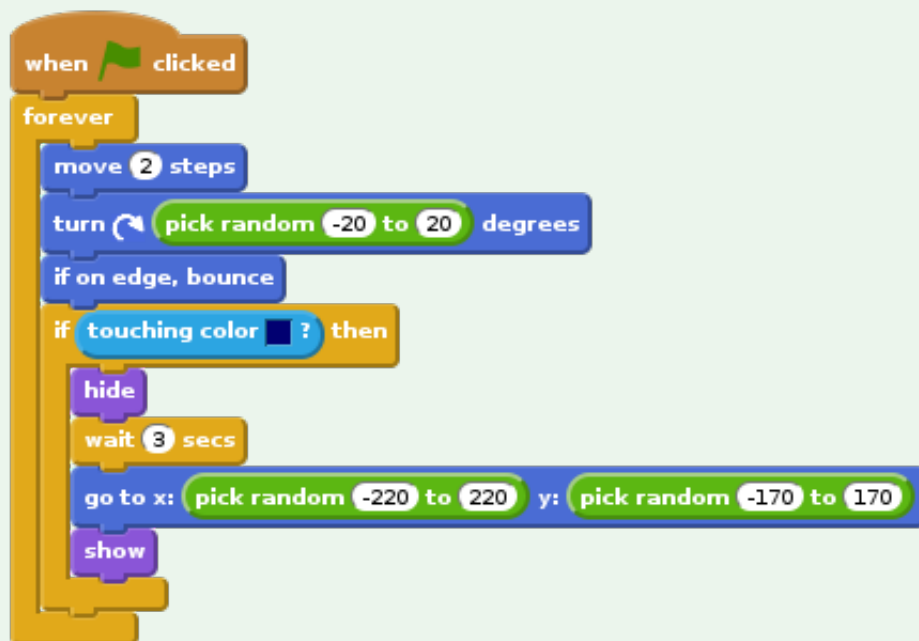 when clicked
forever
move 2 steps
turn pick random -20 to 20 degrees
if on edge, bounce
if touching color ? then
hide
wait 3 secs
go to x: pick random -220 to 220 y: pick random -170 to 170
show